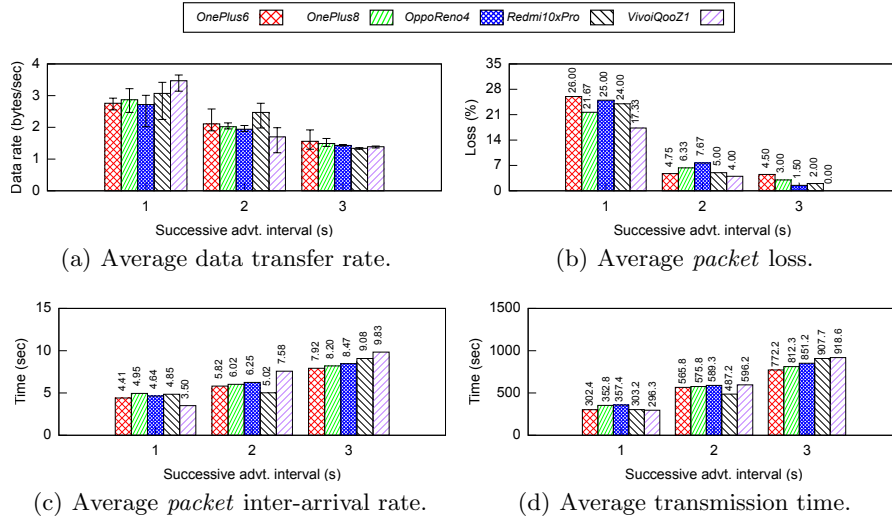 OnePlus6 OnePlus8 OppoReno4 Redmi10xPro VivoiQooZ1
Data rate (bytes/sec)
4
3
2
1
0
1 2 3
Successive advt. interval (s)
(a) Average data transfer rate.
Loss (%)
35
28
21
14
7
0
26.00 21.67 25.00 24.00 17.33
4.75 6.33 7.67 5.00 4.00
4.50 3.00 1.50 2.00 0.00
1 2 3
Successive advt. interval (s)
(b) Average packet loss.
Time (sec)
15
10
5
0
4.41 4.95 4.64 4.85 3.50
5.82 6.02 6.25 5.02 7.58
7.92 8.20 8.47 9.08 9.83
1 2 3
Successive advt. interval (s)
(c) Average packet inter-arrival rate.
Time (sec)
1500
1000
500
0
302.4 352.8 357.4 303.2 296.3
565.8 575.8 589.3 487.2 596.2
772.2 812.3 851.2 907.7 918.6
1 2 3
Successive advt. interval (s)
(d) Average transmission time.